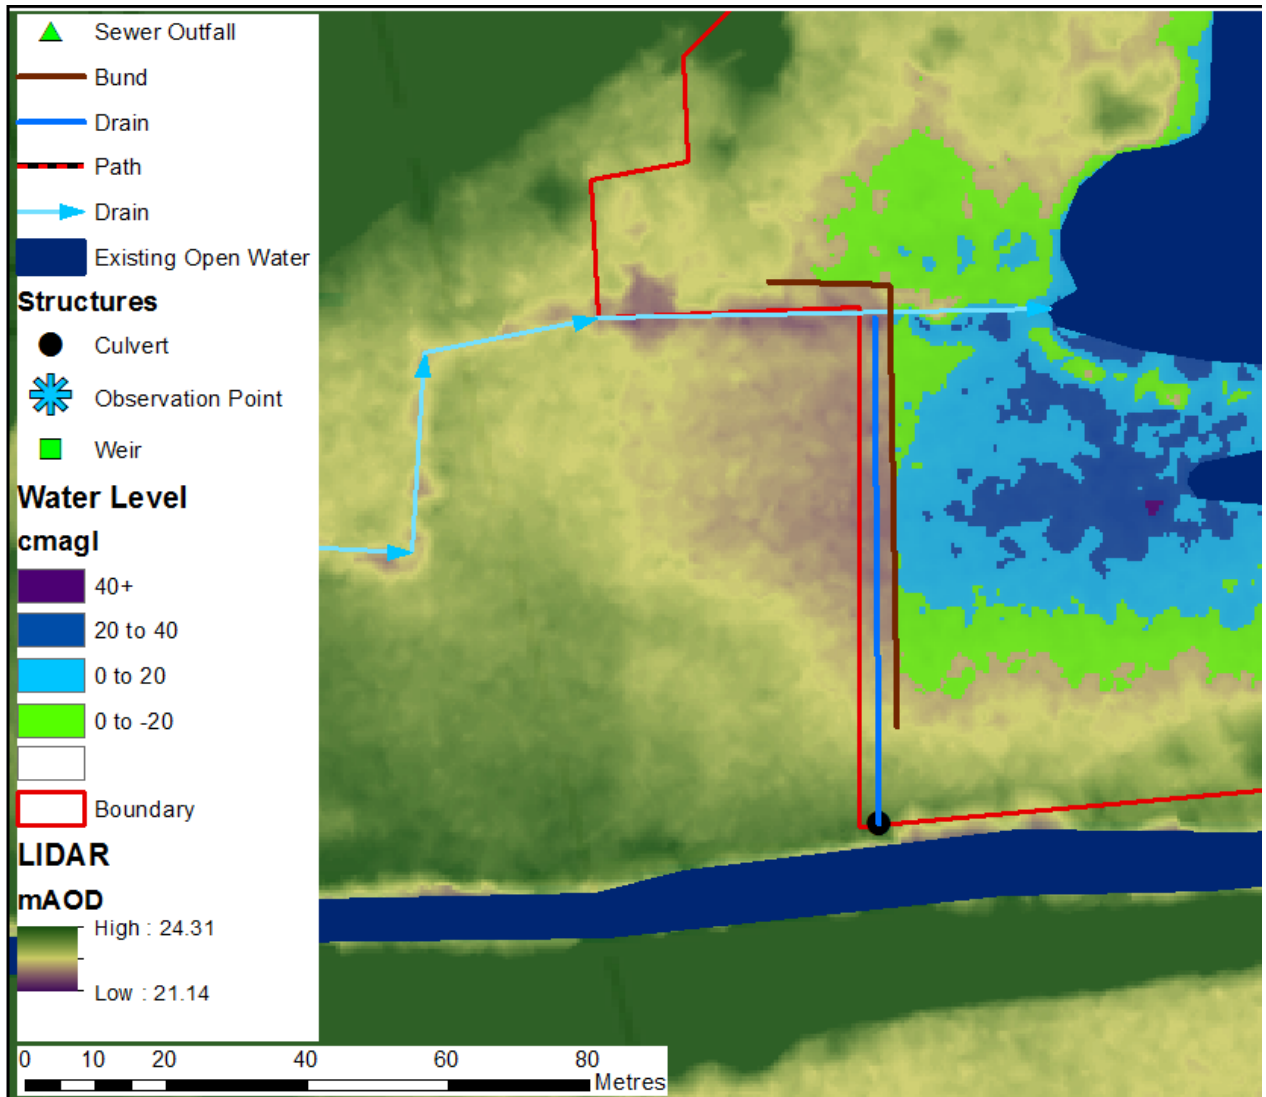 Sewer Outfall
Bund
Drain
Path
Drain
Existing Open Water
Structures
Culvert
Observation Point
Weir
Water Level
cmagl
40+
20 to 40
0 to 20
0 to -20
Boundary
LIDAR
mAOD
High : 24.31
Low : 21.14
0 10 20 40 60 80
Metres